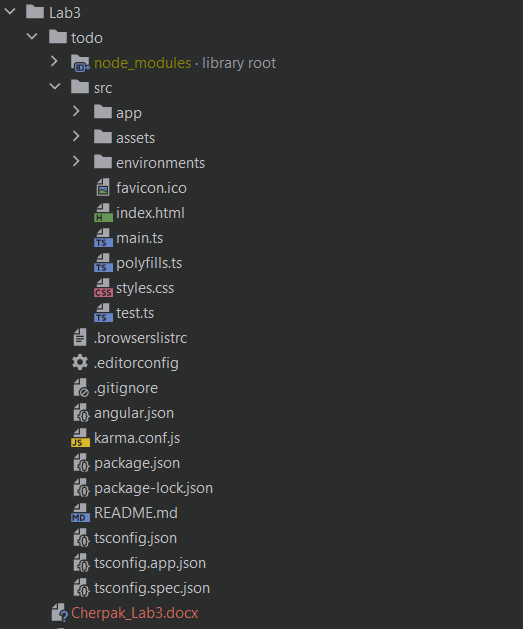 Lab3
todo
node_modules · library root
src
app
assets
environments
favicon.ico
index.html
main.ts
polyfills.ts
styles.css
test.ts
.browserslistrc
.editorconfig
.gitignore
angular.json
karma.conf.js
package.json
package-lock.json
README.md
tsconfig.json
tsconfig.app.json
tsconfig.spec.json
Cherpak_Lab3.docx